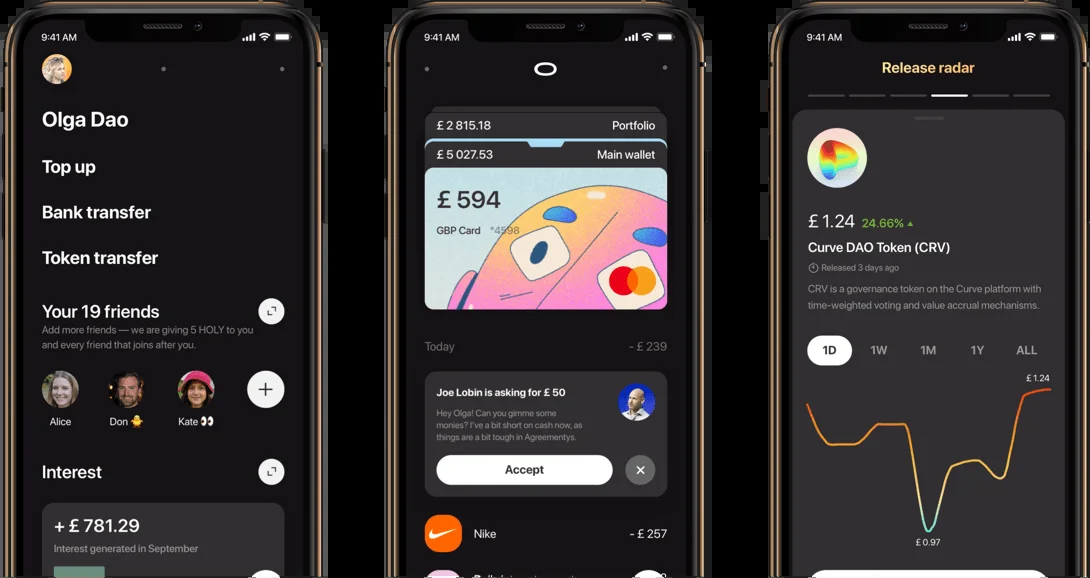 9:41 AM
Olga Dao
Top up
Bank transfer
Token transfer
Your 19 friends
Add more friends — we are giving 5 HOLY to you
and every friend that joins after you.
Alice
Don 🐥
Kate 👀
Interest
+ £ 781.29
Interest generated in September
9:41 AM
£ 2 815.18 Portfolio
£ 5 027.53 Main wallet
£ 594
GBP Card *4598
Today - £ 239
Joe Lobin is asking for £ 50
Hey Olga! Can you gimme some
monies? I've a bit short on cash now, as
things are a bit tough in Agreementys.
Accept
Nike - £ 257
9:41 AM
Release radar
£ 1.24 24.66% ▲
Curve DAO Token (CRV)
Released 3 days ago
CRV is a governance token on the Curve platform with
time-weighted voting and value accrual mechanisms.
1D 1W 1M 1Y ALL
£ 1.24
£ 0.97